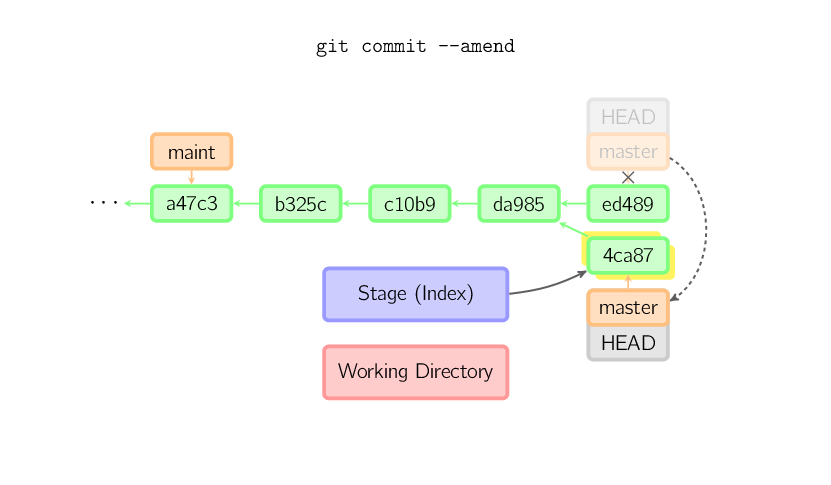 git commit --amend
HEAD
maint
master
··· a47c3 b325c c10b9 da985 ed489
4ca87
Stage (Index)
master
HEAD
Working Directory